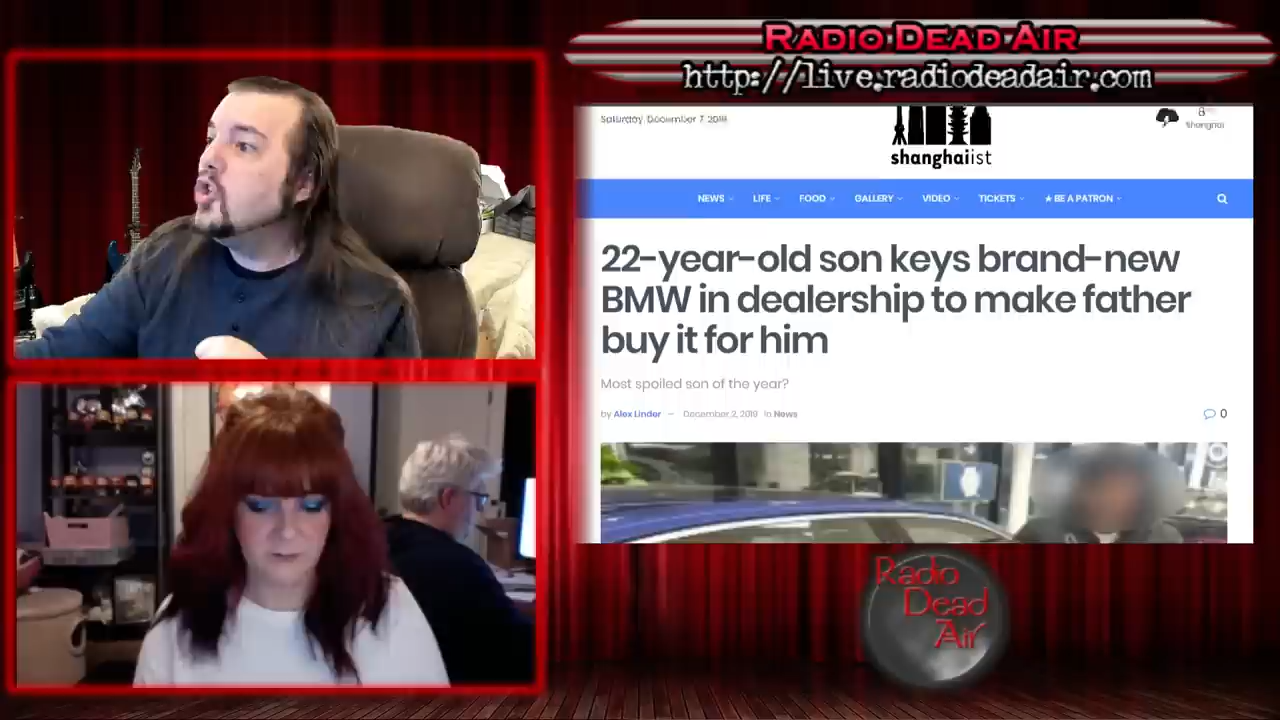 Radio Dead Air
http://live.radiodeadair.com
Saturday, December 7, 2019
8
Shanghai
shanghaiist
NEWS LIFE FOOD GALLERY VIDEO TICKETS ★ BE A PATRON
22-year-old son keys brand-new
BMW in dealership to make father
buy it for him
Most spoiled son of the year?
by Alex Linder — December 2, 2019 in News
0
Radio
Dead
Air